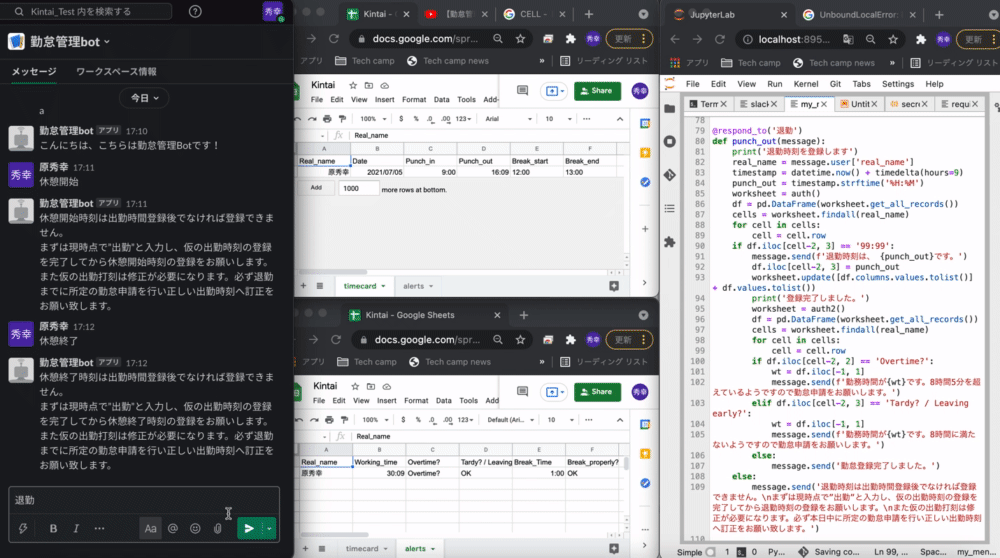 Kintai_Test 内を検索する
秀幸
勤怠管理bot
メッセージ
ワークスペース情報
今日
a
勤怠管理bot アプリ 17:10
こんにちは、こちらは勤怠管理Botです！
秀幸
原秀幸 17:11
休憩開始
勤怠管理bot アプリ 17:11
休憩開始時刻は出勤時間登録後でなければ登録できま
せん。
まずは現時点で”出勤”と入力し、仮の出勤時刻の登録
を完了してから休憩開始時刻の登録をお願いします。
また仮の出勤打刻は修正が必要になります。必ず退勤
までに所定の勤怠申請を行い正しい出勤時刻へ訂正を
お願い致します。
秀幸
原秀幸 17:12
休憩終了
勤怠管理bot アプリ 17:12
休憩終了時刻は出勤時間登録後でなければ登録できま
せん。
まずは現時点で”出勤”と入力し、仮の出勤時刻の登録
を完了してから休憩終了時刻の登録をお願いします。
また仮の出勤打刻は修正が必要になります。必ず退勤
までに所定の勤怠申請を行い正しい出勤時刻へ訂正を
お願い致します。
退勤
B I Aa @
Kintai -
【勤怠管
CELL -
docs.google.com/spr...
秀幸
更新
アプリ
Tech camp
Tech camp news
»
リーディングリスト
Kintai
File Edit View Insert Format Data Tools Add-
Share
秀幸
100% $ % .0 .00 123 Arial 10
fx Real_name
A B C D E F
Real_name Date Punch_in Punch_out Break_start Break_end
原秀幸 2021/07/05 9:00 16:09 12:00 13:00
Add 1000 more rows at bottom.
timecard
alerts
Kintai - Google Sheets
docs.google.com/spr...
秀幸
更新
アプリ
Tech camp
Tech camp news
»
リーディング リスト
Kintai
File Edit View Insert Format Data Tools Add
Share
秀幸
100% $ % .0 .00 123 Default (Ari... 10
fx Real_name
A B C D E F
Real_name Working_time Overtime? Tardy? / Leaving Break_Time Break_properly?
原秀幸 30:09 Overtime? OK 1:00 OK
timecard
alerts
JupyterLab
UnboundLocalError:
localhost:895...
秀幸
更新
アプリ
Tech camp
Tech camp news
»
リーディング リスト
File Edit View Run Kernel Git Tabs Settings Help
Term
slack
my_r
Untit
secre
requi
78
79 @respond_to('退勤')
80 def punch_out(message):
81 print('退勤時刻を登録します')
82 real_name = message.user['real_name']
83 timestamp = datetime.now() + timedelta(hours=9)
84 punch_out = timestamp.strftime('%H:%M')
85 worksheet = auth()
86 df = pd.DataFrame(worksheet.get_all_records())
87 cells = worksheet.findall(real_name)
88 for cell in cells:
89 cell = cell.row
90 if df.iloc[cell-2, 3] == '99:99':
91 message.send(f'退勤時刻は、 {punch_out}です。')
92 df.iloc[cell-2, 3] = punch_out
93 worksheet.update([df.columns.values.tolist()]
+ df.values.tolist())
94 print('登録完了しました。')
95 worksheet = auth2()
96 df = pd.DataFrame(worksheet.get_all_records())
97 cells = worksheet.findall(real_name)
98 for cell in cells:
99 cell = cell.row
100 if df.iloc[cell-2, 2] == 'Overtime?':
101 wt = df.iloc[-1, 1]
102 message.send(f'勤務時間が{wt}です。8時間5分を超
えているようですので勤怠申請をお願いします。')
103 elif df.iloc[cell-2, 3] == 'Tardy? / Leaving
early?':
104 wt = df.iloc[-1, 1]
105 message.send(f'勤務時間が{wt}です。8時間に満た
ないようですので勤怠申請をお願いします。')
106 else:
107 message.send('勤怠登録完了しました。')
108 else:
109 message.send('退勤時刻は出勤時間登録後でなければ登録
できません。\nまずは現時点で”出勤”と入力し、仮の出勤時刻の登録を
完了してから退勤時刻の登録をお願いします。\nまた仮の出勤打刻は修
正が必要になります。必ず本日中に所定の勤怠申請を行い正しい出勤時刻
へ訂正をお願い致します。')
110
Simple 1 0 Py... Saving co... Ln 99, ... Spac... my_men...